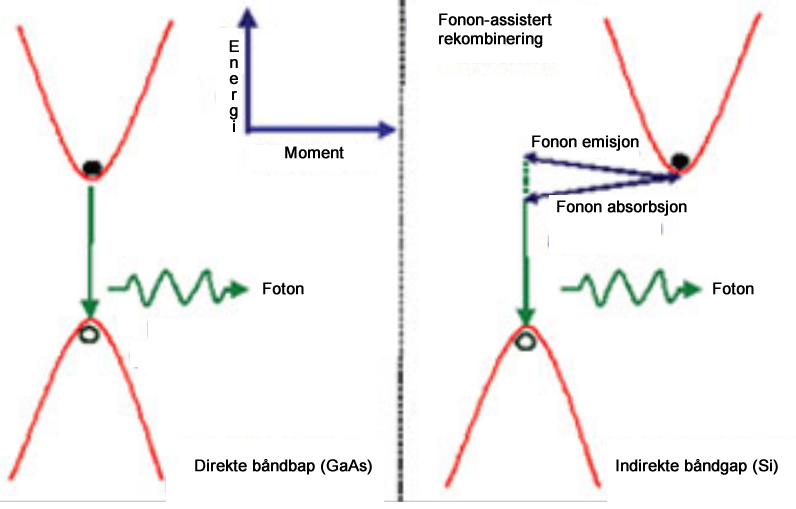 Energi
Moment
Foton
Direkte båndbap (GaAs)
Fonon-assistert
rekombinering
Fonon emisjon
Fonon absorbsjon
Foton
Indirekte båndgap (Si)